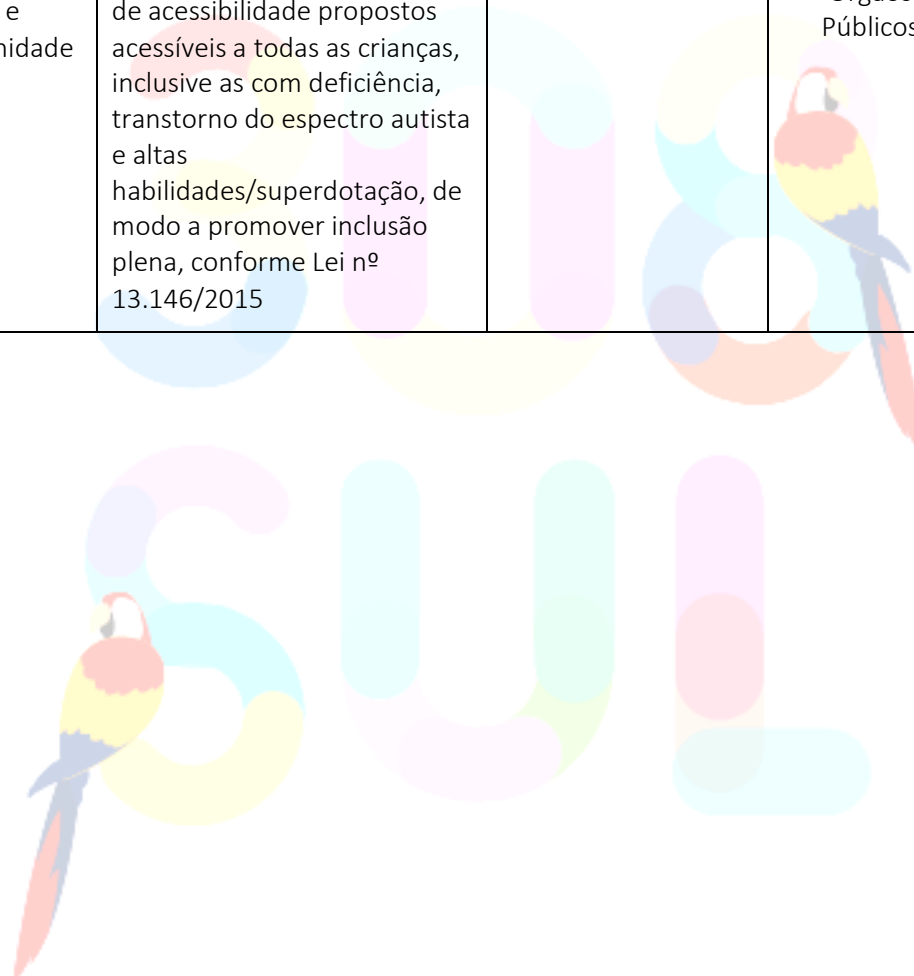 e
de acessibilidade propostos
acessíveis a todas as crianças,
inclusive as com deficiência,
transtorno do espectro autista
e altas
habilidades/superdotação, de
modo a promover inclusão
plena, conforme Lei nº
13.146/2015
Públicos
SUL